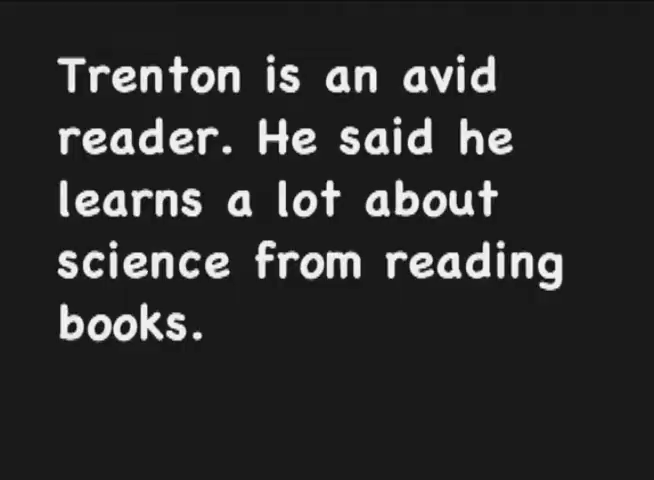 Trenton is an avid
reader. He said he
learns a lot about
science from reading
books.